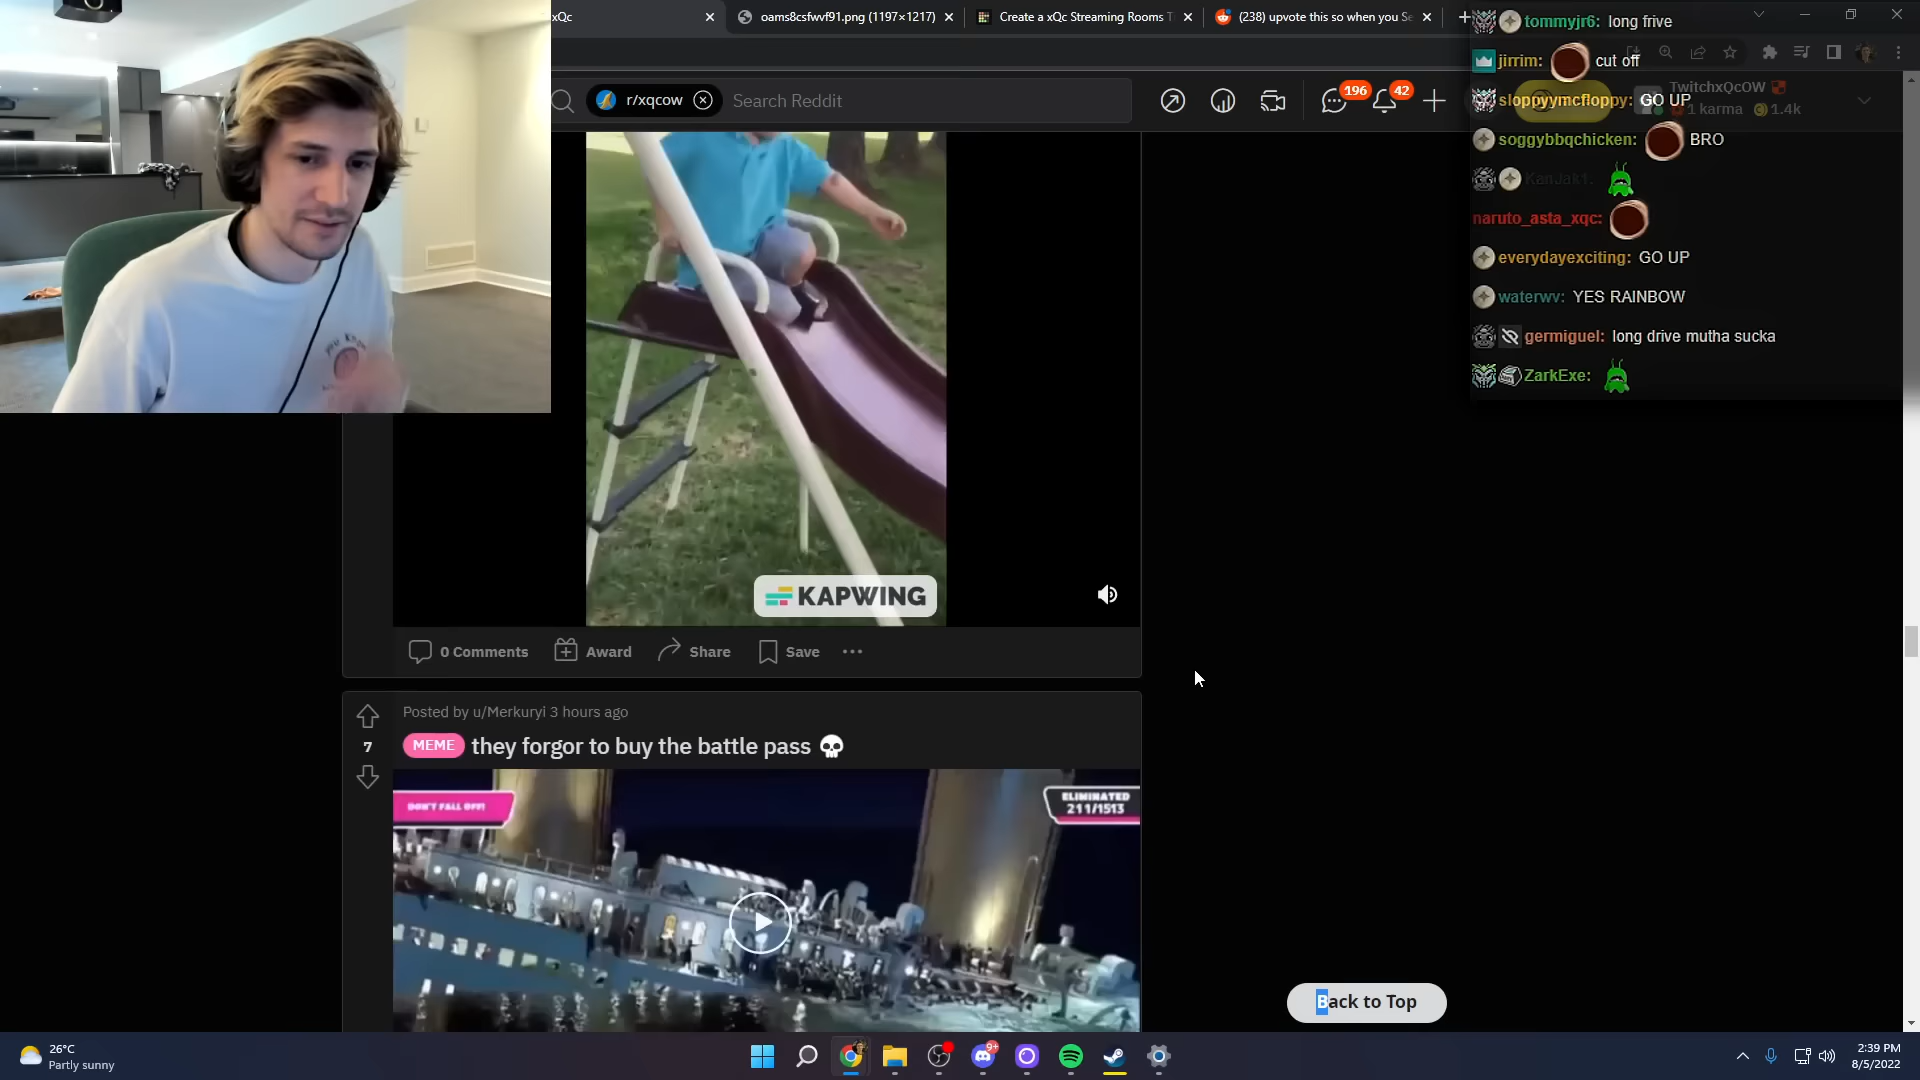 xQc
oams8csfwvf91.png (1197×1217)
Create a xQc Streaming Rooms T
(238) upvote this so when you Se
r/xqcow
Search Reddit
196
42
TwitchxQcOW
1 karma
1.4k
tommyjr6: long frive
jirrim: cut off
sloppyymcfloppy: GO UP
soggybbqchicken: BRO
KanJak1:
naruto_asta_xqc:
everydayexciting: GO UP
waterwv: YES RAINBOW
germiguel: long drive mutha sucka
ZarkExe:
KAPWING
0 Comments
Award
Share
Save
Posted by u/Merkuryi 3 hours ago
7
MEME they forgor to buy the battle pass 💀
DON'T FALL OFF!
ELIMINATED
211/1513
Back to Top
26°C
Partly sunny
9+
2:39 PM
8/5/2022